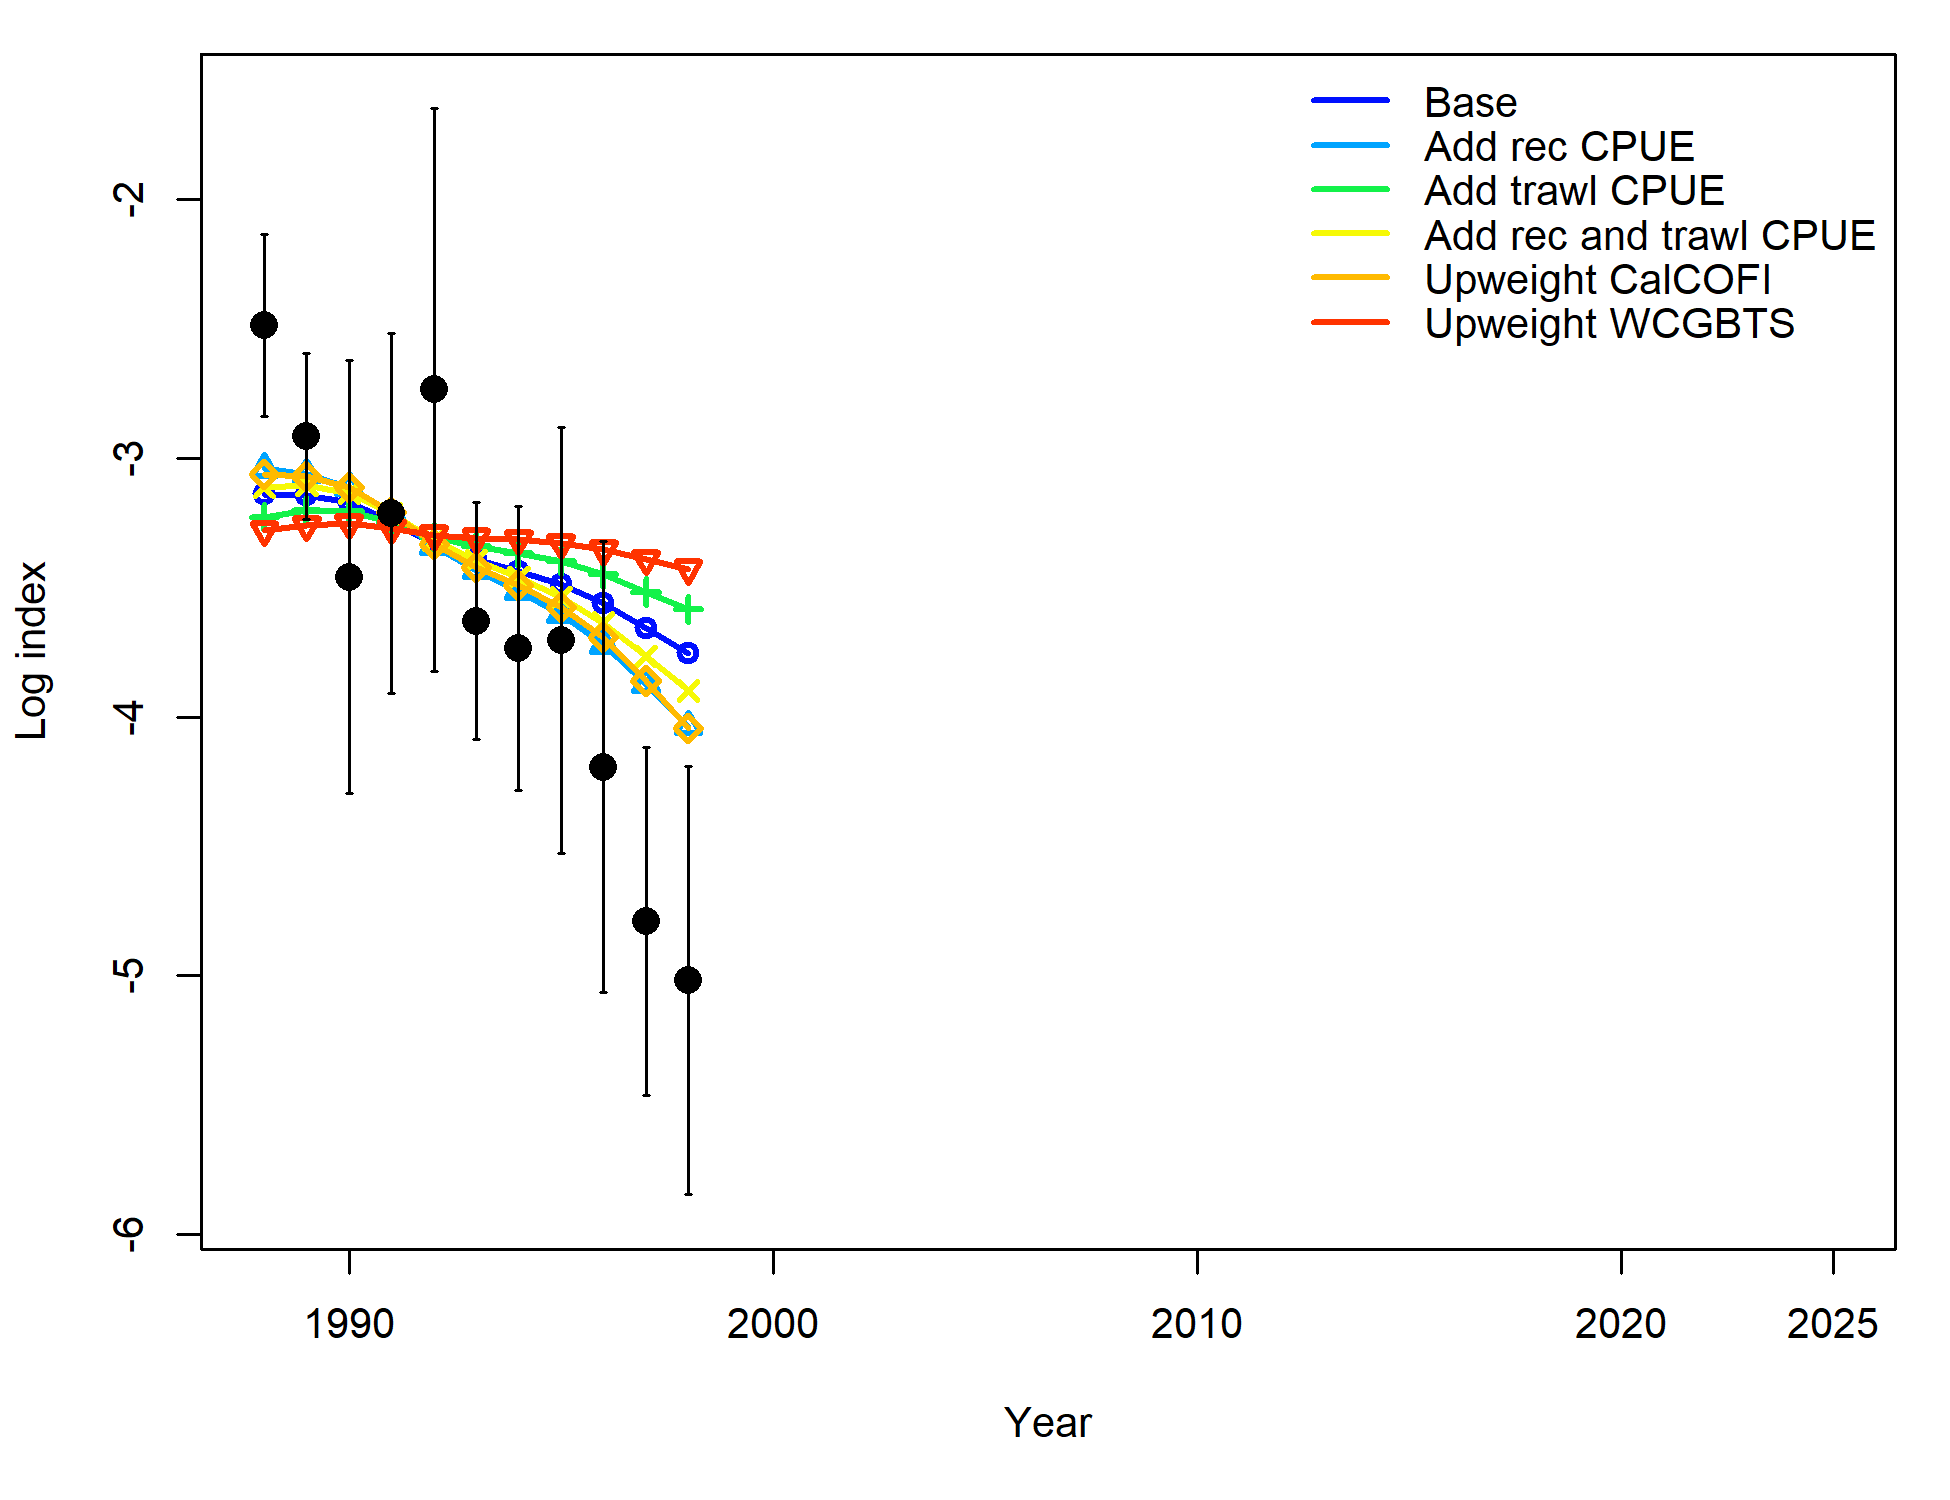 Base
Add rec CPUE
Add trawl CPUE
Add rec and trawl CPUE
Upweight CalCOFI
Upweight WCGBTS
-2
-3
-4
-5
-6
Log index
1990 2000 2010 2020 2025
Year